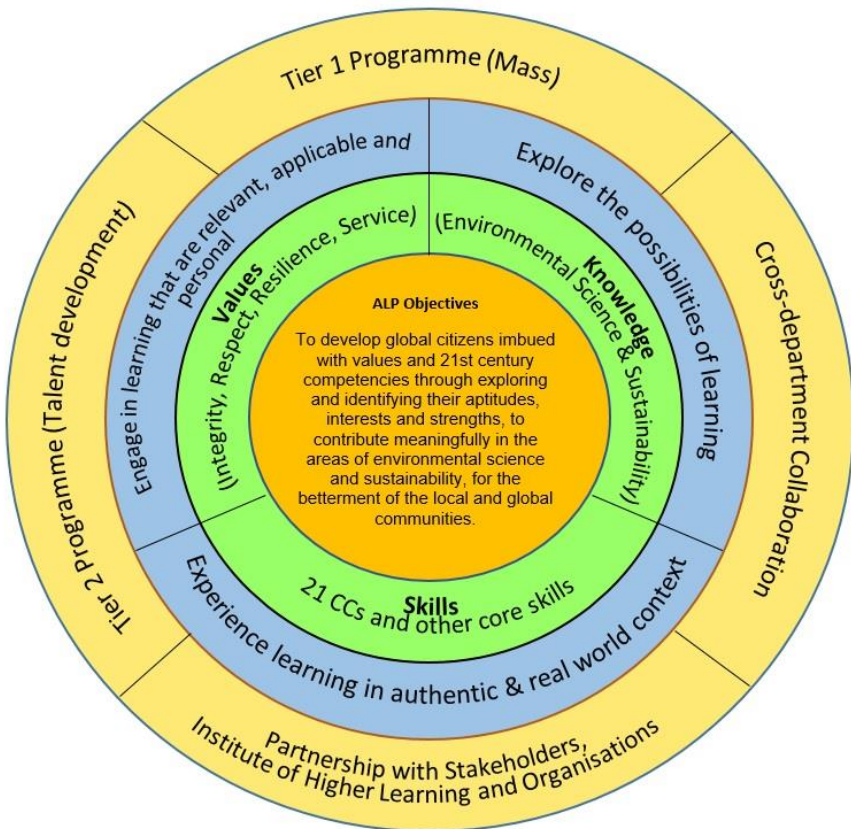 Tier 1 Programme (Mass)
Cross-department Collaboration
Partnership with Stakeholders,
Institute of Higher Learning and Organisations
Tier 2 Programme (Talent development)
Explore the possibilities of learning
Experience learning in authentic & real world context
Engage in learning that are relevant, applicable and
personal
Knowledge
(Environmental Science & Sustainability)
Skills
21 CCs and other core skills
Values
(Integrity, Respect, Resilience, Service)
ALP Objectives
To develop global citizens imbued
with values and 21st century
competencies through exploring
and identifying their aptitudes,
interests and strengths, to
contribute meaningfully in the
areas of environmental science
and sustainability, for the
betterment of the local and global
communities.